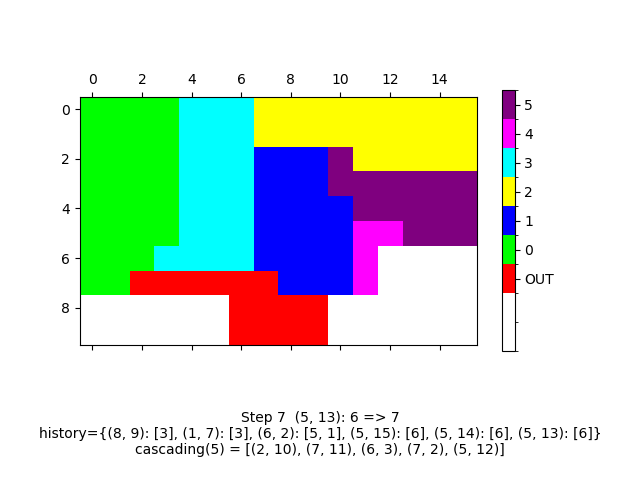 0 2 4 6 8 10 12 14
0
2
4
6
8
5
4
3
2
1
0
OUT
Step 7  (5, 13): 6 => 7
history={(8, 9): [3], (1, 7): [3], (6, 2): [5, 1], (5, 15): [6], (5, 14): [6], (5, 13): [6]}
cascading(5) = [(2, 10), (7, 11), (6, 3), (7, 2), (5, 12)]